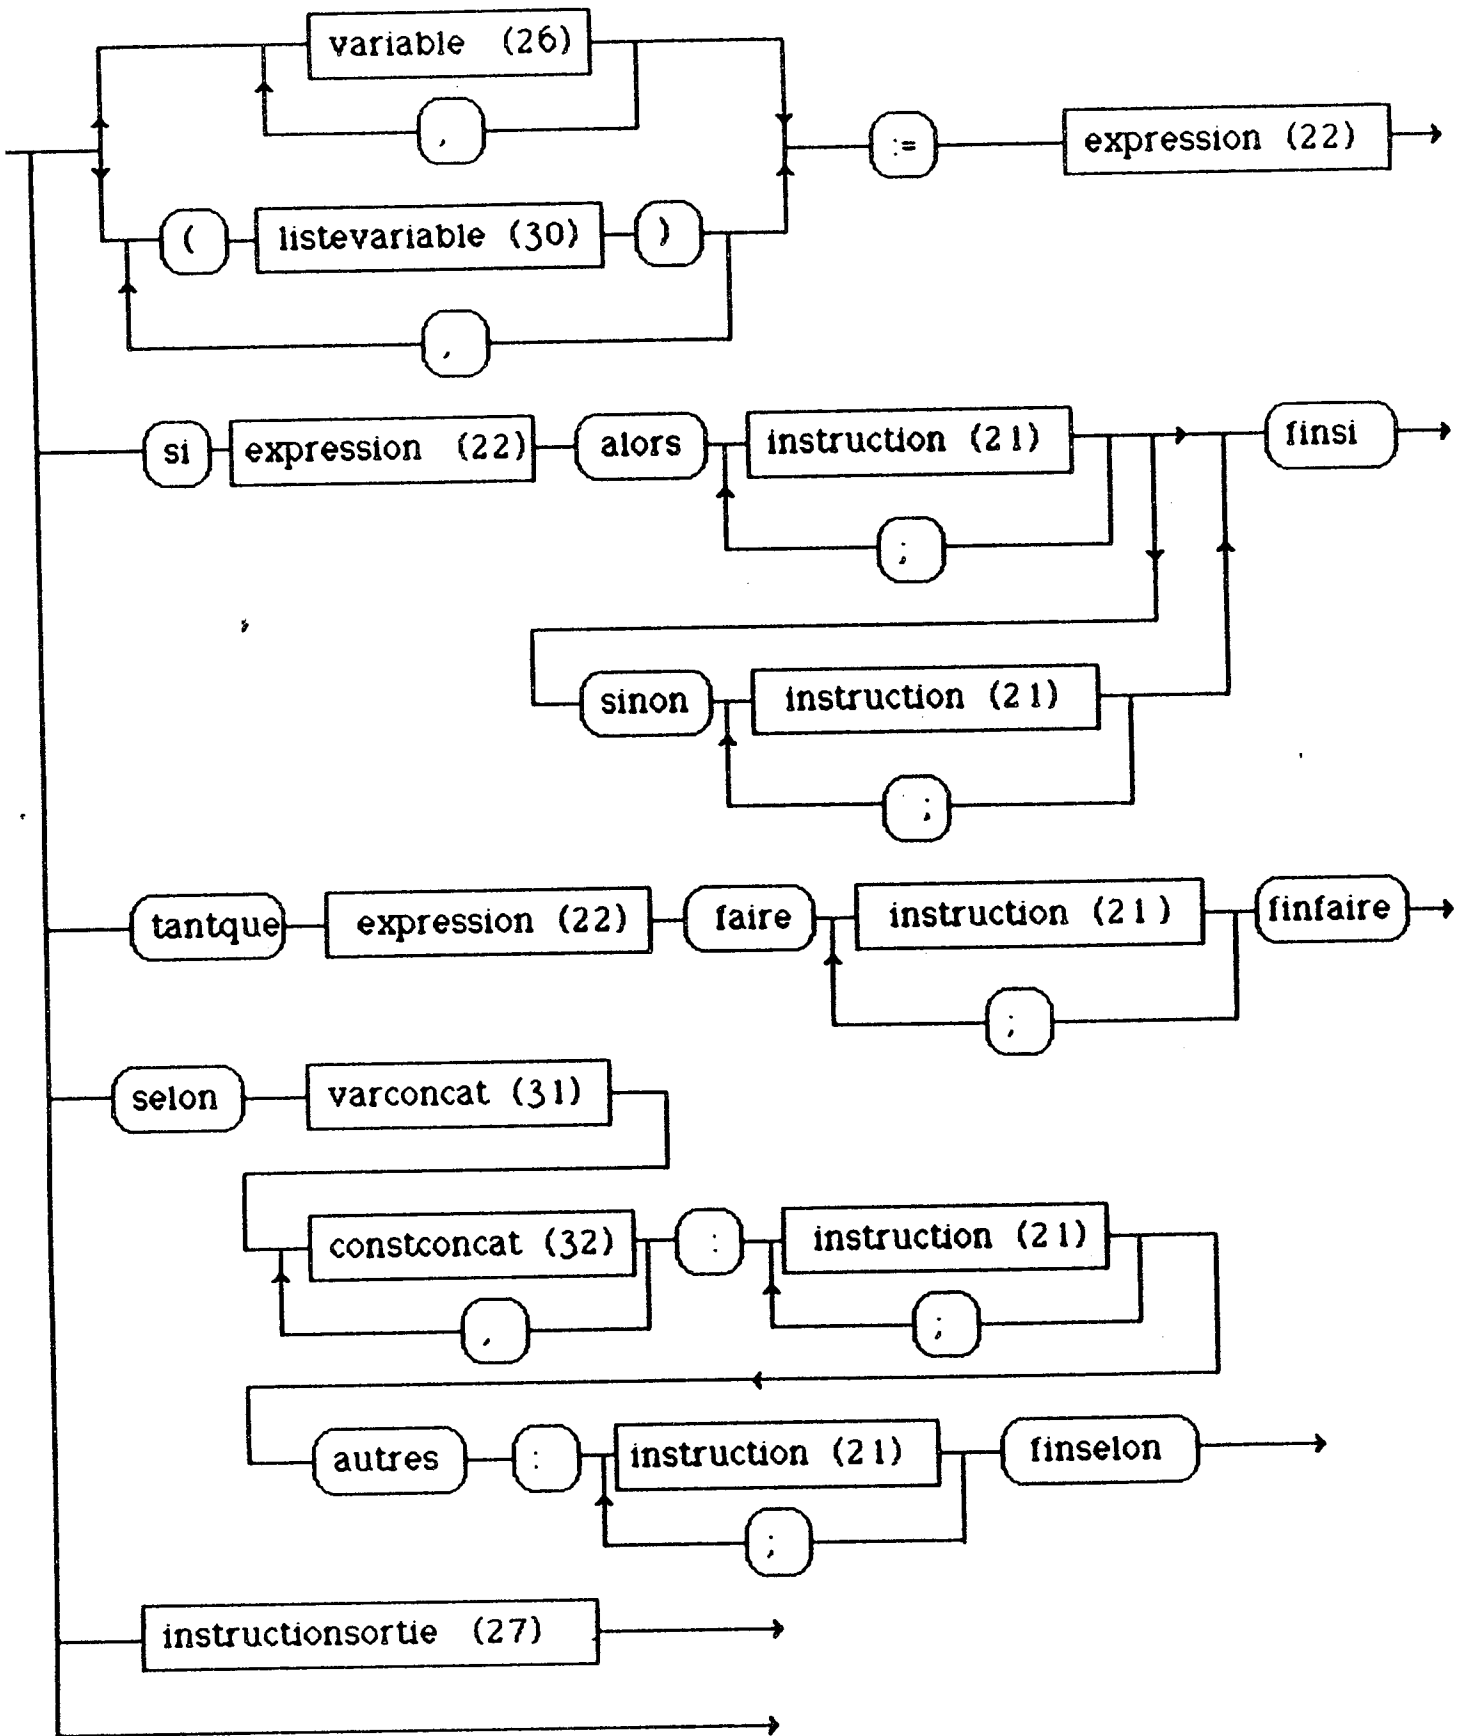 variable (26)
,
:= expression (22)
( listevariable (30) )
,
si expression (22) alors instruction (21) finsi
;
sinon instruction (21)
;
tantque expression (22) faire instruction (21) finfaire
;
selon varconcat (31)
constconcat (32) : instruction (21)
, ;
autres : instruction (21) finselon
;
instructionsortie (27)